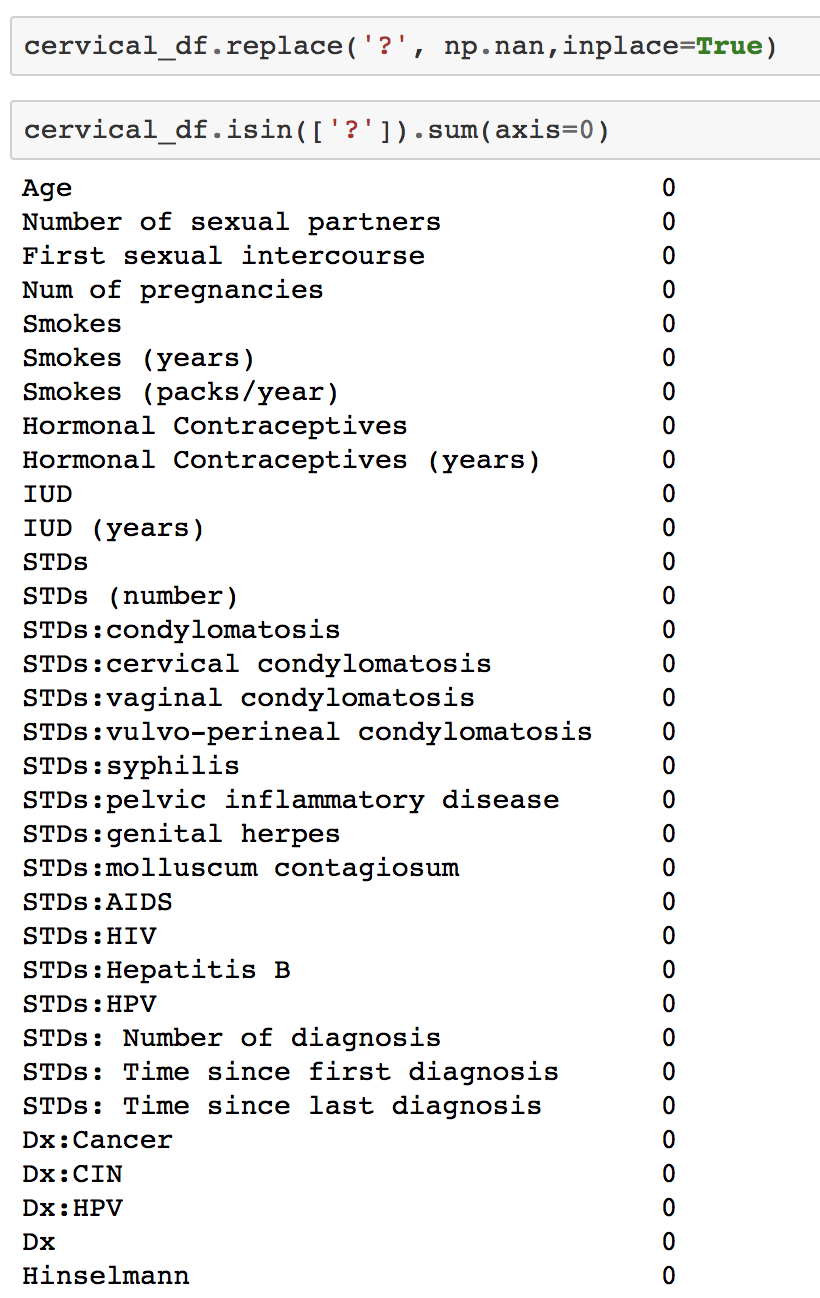 cervical_df.replace('?', np.nan,inplace=True)
cervical_df.isin(['?']).sum(axis=0)
Age 0
Number of sexual partners 0
First sexual intercourse 0
Num of pregnancies 0
Smokes 0
Smokes (years) 0
Smokes (packs/year) 0
Hormonal Contraceptives 0
Hormonal Contraceptives (years) 0
IUD 0
IUD (years) 0
STDs 0
STDs (number) 0
STDs:condylomatosis 0
STDs:cervical condylomatosis 0
STDs:vaginal condylomatosis 0
STDs:vulvo-perineal condylomatosis 0
STDs:syphilis 0
STDs:pelvic inflammatory disease 0
STDs:genital herpes 0
STDs:molluscum contagiosum 0
STDs:AIDS 0
STDs:HIV 0
STDs:Hepatitis B 0
STDs:HPV 0
STDs: Number of diagnosis 0
STDs: Time since first diagnosis 0
STDs: Time since last diagnosis 0
Dx:Cancer 0
Dx:CIN 0
Dx:HPV 0
Dx 0
Hinselmann 0